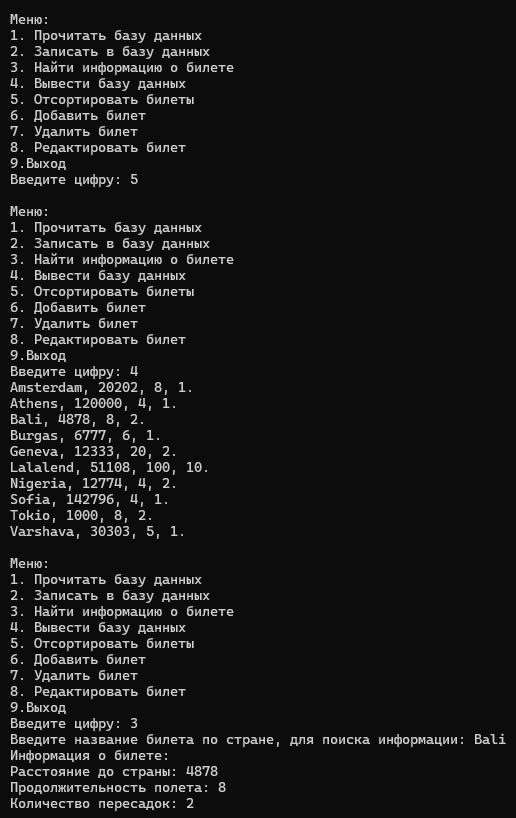 Меню:
1. Прочитать базу данных
2. Записать в базу данных
3. Найти информацию о билете
4. Вывести базу данных
5. Отсортировать билеты
6. Добавить билет
7. Удалить билет
8. Редактировать билет
9.Выход
Введите цифру: 5
Меню:
1. Прочитать базу данных
2. Записать в базу данных
3. Найти информацию о билете
4. Вывести базу данных
5. Отсортировать билеты
6. Добавить билет
7. Удалить билет
8. Редактировать билет
9.Выход
Введите цифру: 4
Amsterdam, 20202, 8, 1.
Athens, 120000, 4, 1.
Bali, 4878, 8, 2.
Burgas, 6777, 6, 1.
Geneva, 12333, 20, 2.
Lalalend, 51108, 100, 10.
Nigeria, 12774, 4, 2.
Sofia, 142796, 4, 1.
Tokio, 1000, 8, 2.
Varshava, 30303, 5, 1.
Меню:
1. Прочитать базу данных
2. Записать в базу данных
3. Найти информацию о билете
4. Вывести базу данных
5. Отсортировать билеты
6. Добавить билет
7. Удалить билет
8. Редактировать билет
9.Выход
Введите цифру: 3
Введите название билета по стране, для поиска информации: Bali
Информация о билете:
Расстояние до страны: 4878
Продолжительность полета: 8
Количество пересадок: 2